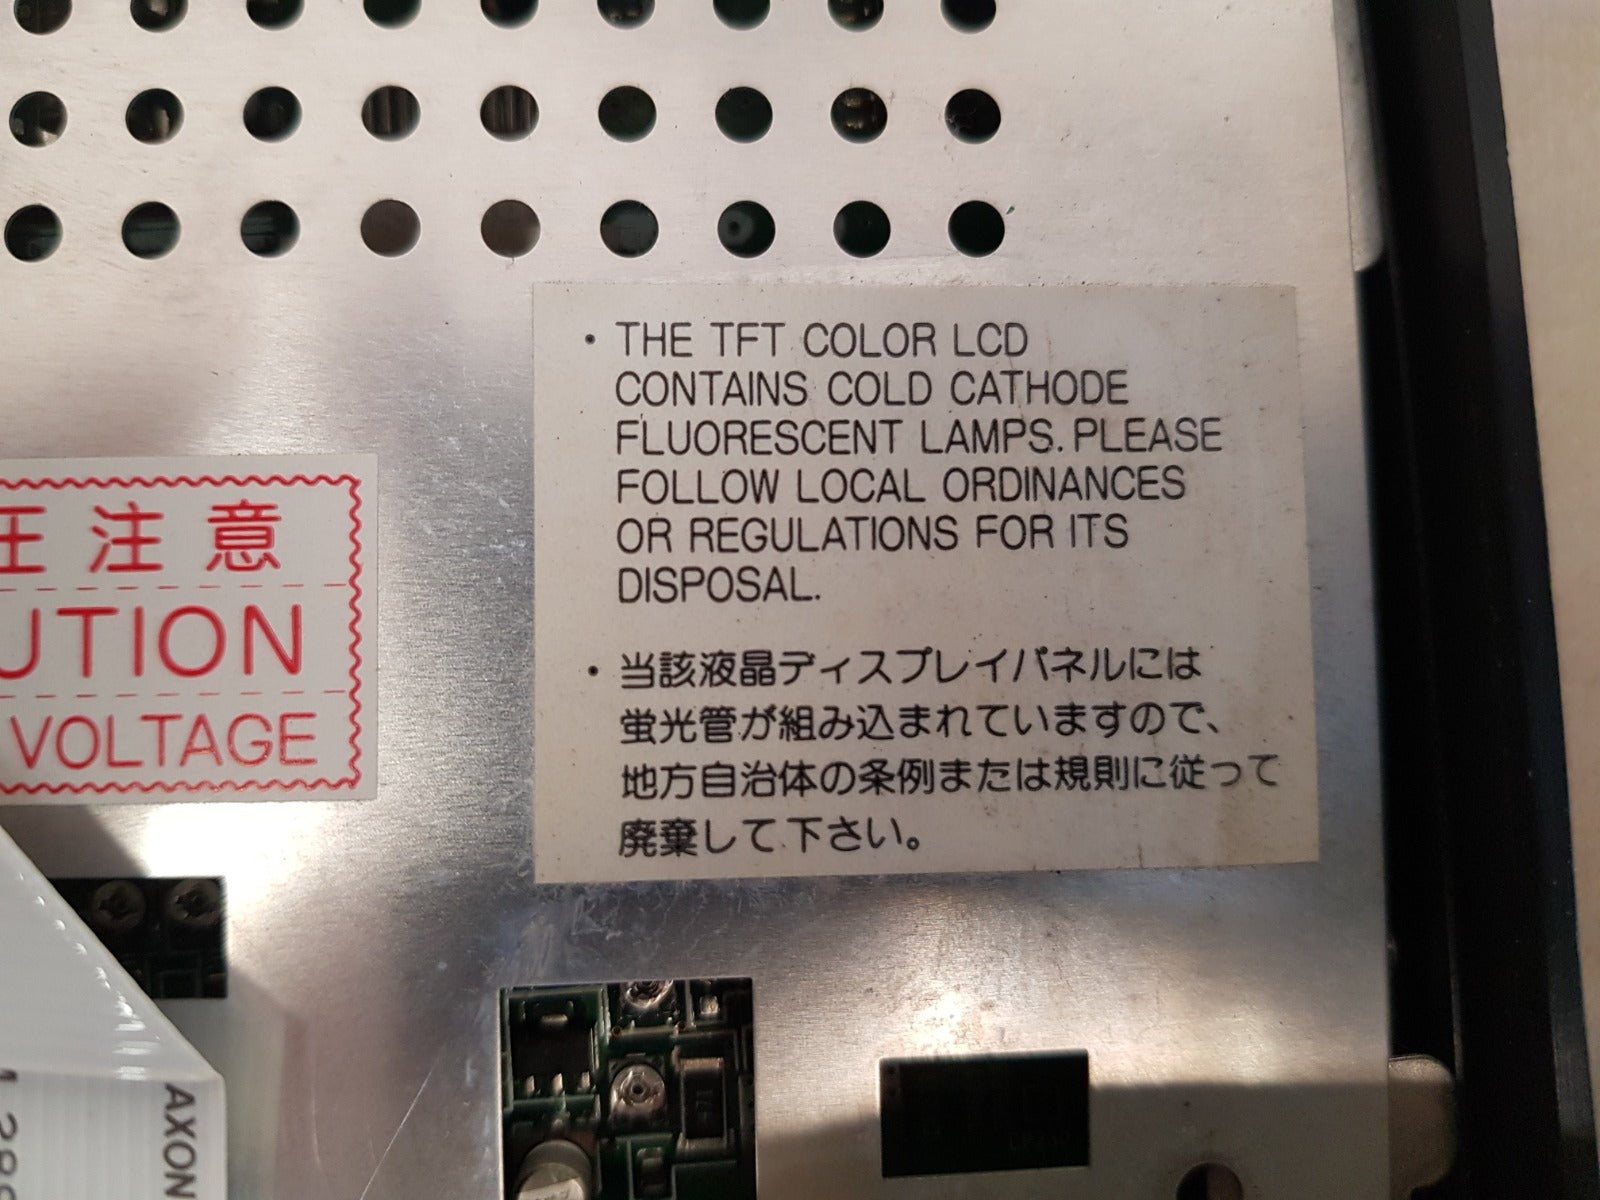 ・THE TFT COLOR LCD
CONTAINS COLD CATHODE
FLUORESCENT LAMPS. PLEASE
FOLLOW LOCAL ORDINANCES
OR REGULATIONS FOR ITS
DISPOSAL.
・当該液晶ディスプレイパネルには
蛍光管が組み込まれていますので、
地方自治体の条例または規則に従って
廃棄して下さい。
圧注意
UTION
VOLTAGE
AXON